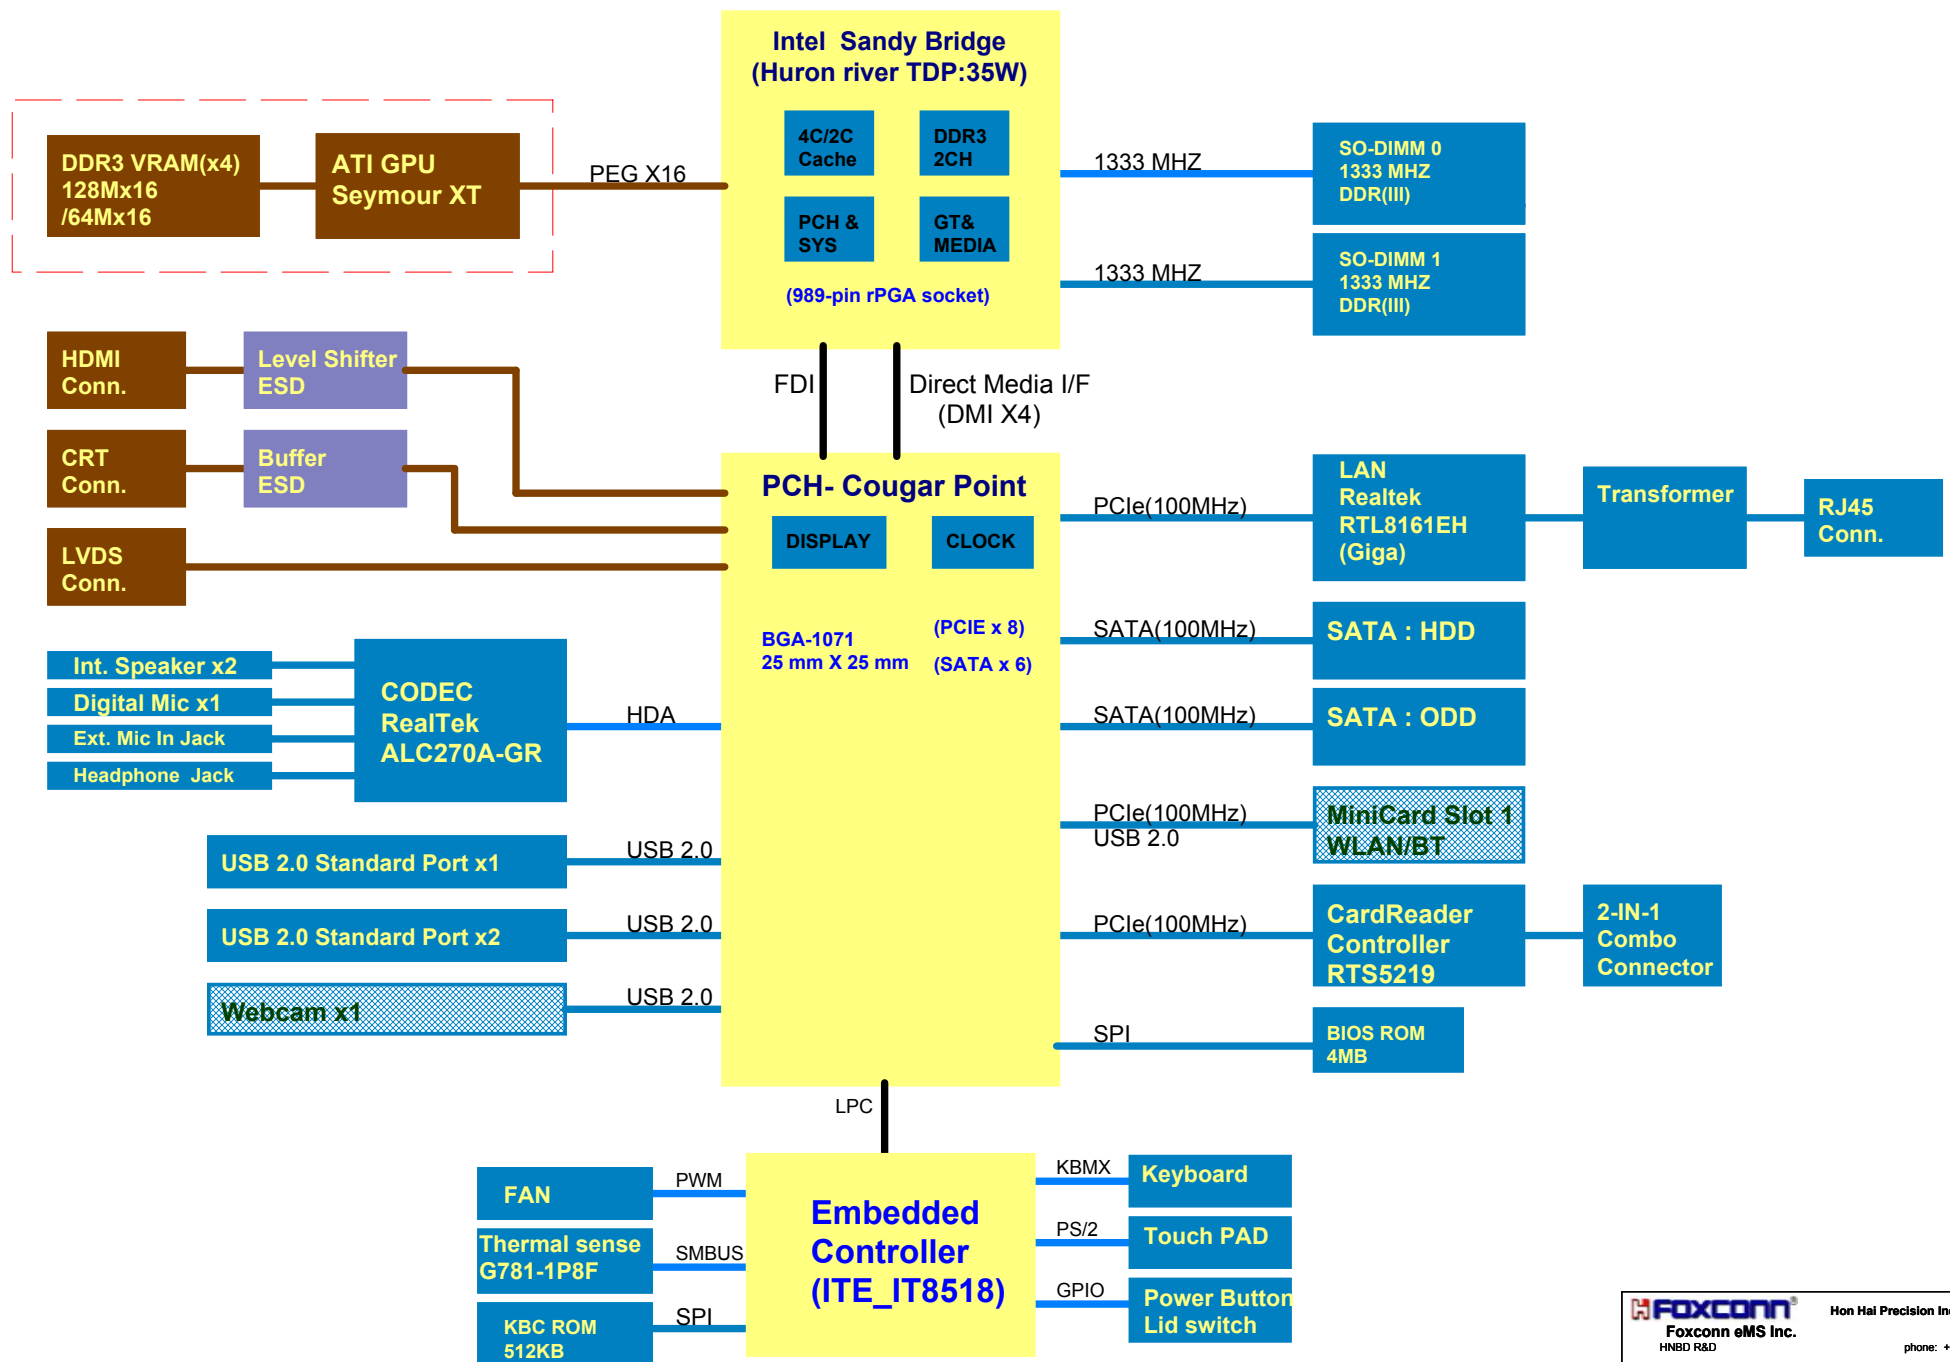 Intel Sandy Bridge
(Huron river TDP:35W)
4C/2C
Cache
DDR3
2CH
PCH &
SYS
GT&
MEDIA
(989-pin rPGA socket)
DDR3 VRAM(x4)
128Mx16
/64Mx16
ATI GPU
Seymour XT
PEG X16
1333 MHZ
SO-DIMM 0
1333 MHZ
DDR(III)
1333 MHZ
SO-DIMM 1
1333 MHZ
DDR(III)
HDMI
Conn.
Level Shifter
ESD
FDI
Direct Media I/F
(DMI X4)
CRT
Conn.
Buffer
ESD
LVDS
Conn.
PCH- Cougar Point
DISPLAY
CLOCK
BGA-1071
25 mm X 25 mm
(PCIE x 8)
(SATA x 6)
PCIe(100MHz)
LAN
Realtek
RTL8161EH
(Giga)
Transformer
RJ45
Conn.
SATA(100MHz)
SATA : HDD
SATA(100MHz)
SATA : ODD
Int. Speaker x2
Digital Mic x1
Ext. Mic In Jack
Headphone Jack
CODEC
RealTek
ALC270A-GR
HDA
PCIe(100MHz)
USB 2.0
MiniCard Slot 1
WLAN/BT
USB 2.0 Standard Port x1
USB 2.0
USB 2.0 Standard Port x2
USB 2.0
Webcam x1
USB 2.0
PCIe(100MHz)
CardReader
Controller
RTS5219
2-IN-1
Combo
Connector
SPI
BIOS ROM
4MB
LPC
FAN
PWM
Thermal sense
G781-1P8F
SMBUS
KBC ROM
512KB
SPI
Embedded
Controller
(ITE_IT8518)
KBMX
Keyboard
PS/2
Touch PAD
GPIO
Power Button
Lid switch
FOXCONN®
Hon Hai Precision In
Foxconn eMS Inc.
HNBD R&D
phone: +